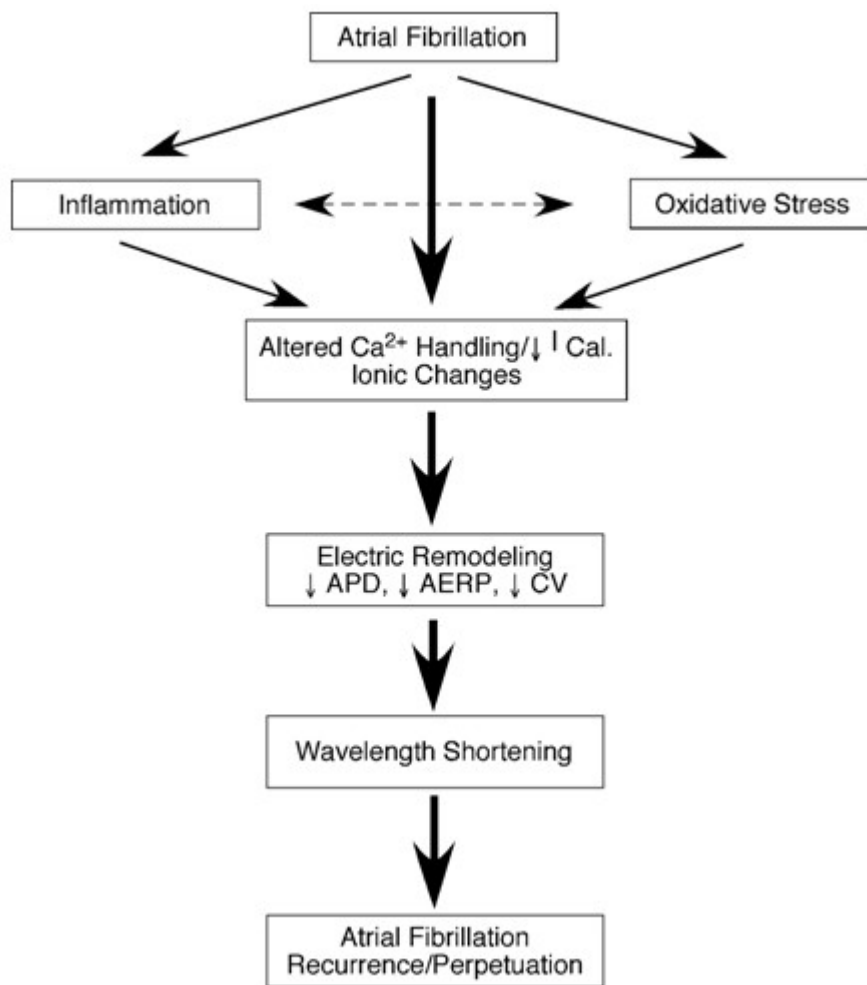 Atrial Fibrillation
Inflammation
Oxidative Stress
Altered Ca²⁺ Handling/↓ I Cal.
Ionic Changes
Electric Remodeling
↓ APD, ↓ AERP, ↓ CV
Wavelength Shortening
Atrial Fibrillation
Recurrence/Perpetuation